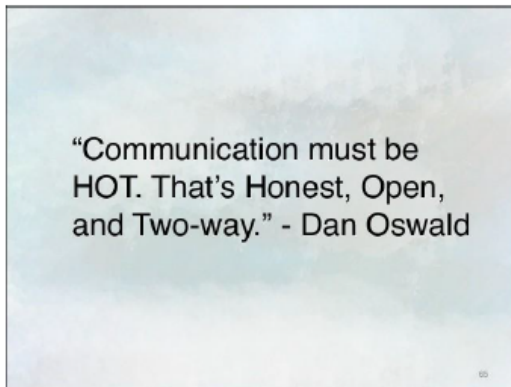 “Communication must be
HOT. That’s Honest, Open,
and Two-way.” - Dan Oswald